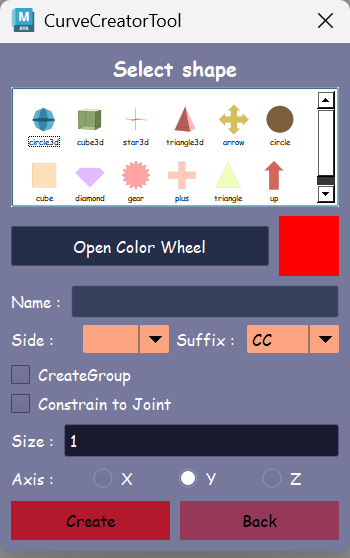 M
AYA
CurveCreatorTool
Select shape
circle3d cube3d star3d triangle3d arrow circle
cube diamond gear plus triangle up
Open Color Wheel
Name :
Side : Suffix : CC
CreateGroup
Constrain to Joint
Size : 1
Axis : X Y Z
Create Back